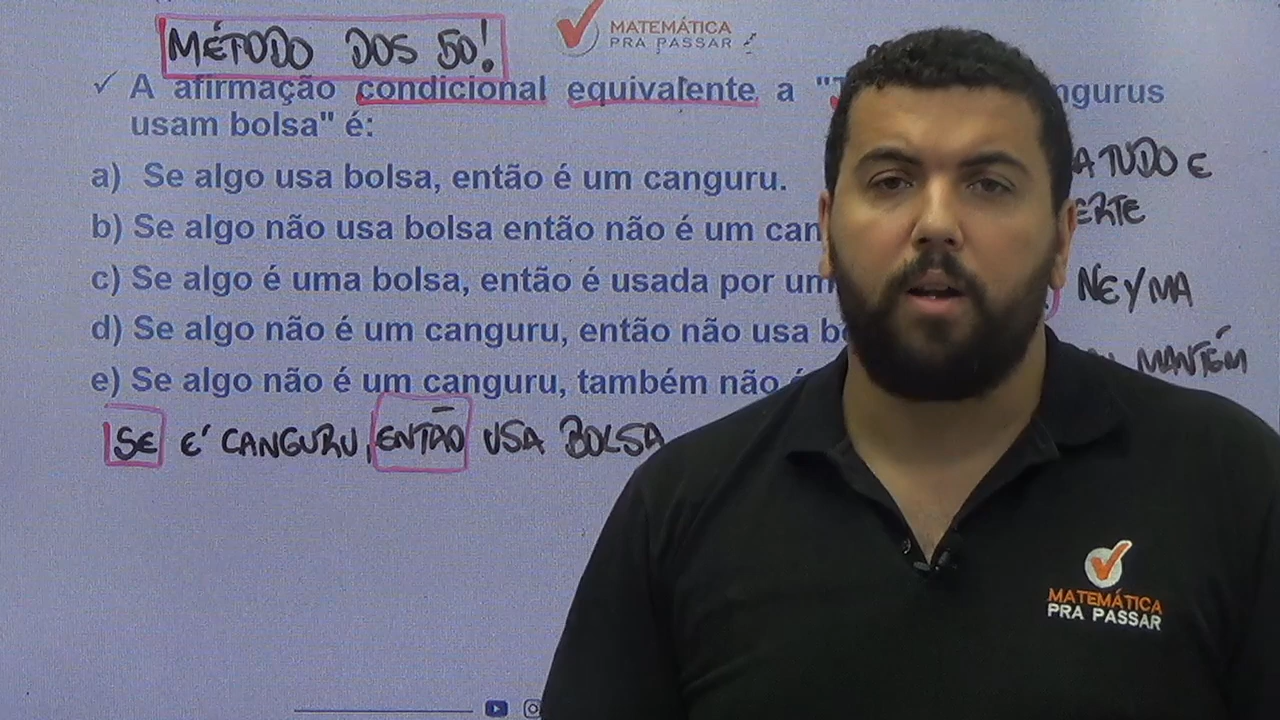 MÉTODO DOS 50!
MATEMÁTICA
PRA PASSAR
✓ A afirmação condicional equivalente a "T ngurus
usam bolsa" é:
a) Se algo usa bolsa, então é um canguru.
b) Se algo não usa bolsa então não é um can
c) Se algo é uma bolsa, então é usada por um
d) Se algo não é um canguru, então não usa b
e) Se algo não é um canguru, também não é
A TUDO E
ERTE
NEYMA
MANTÉM
SE É CANGURU, ENTÃO USA BOLSA
MATEMÁTICA
PRA PASSAR